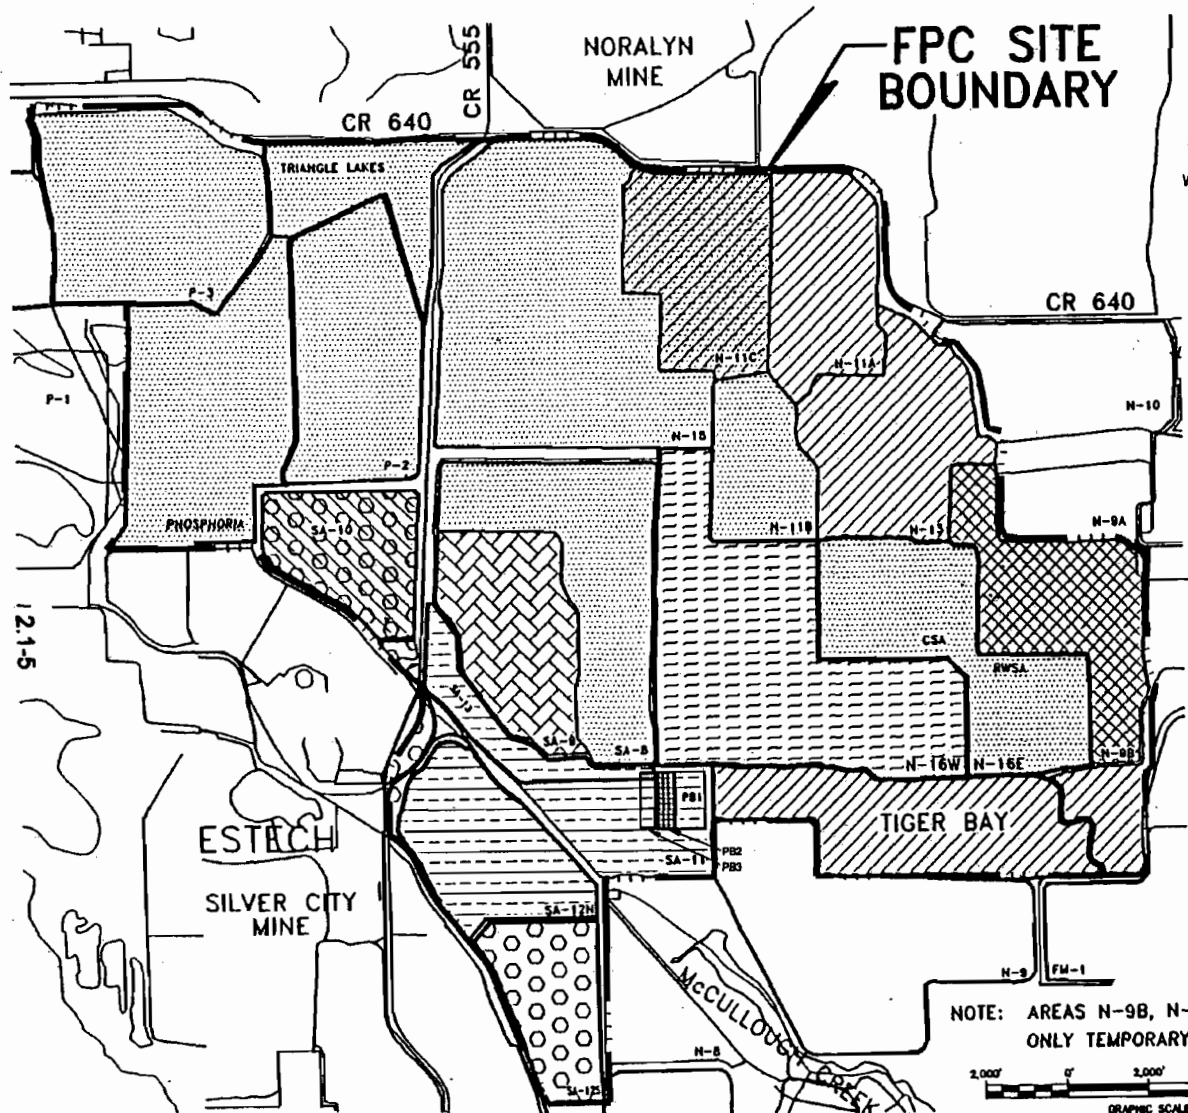 CR 555
NORALYN
MINE
FPC SITE
BOUNDARY
CR 640
TRIANGLE LAKES
P-3
CR 640
N-11C
N-11A
P-1
N-10
N-15
P-2
PHOSPHORIA
SA-10
N-11B
N-13
N-9A
12.1-5
CSA
RWSA
SA-9
SA-8
N-16W
N-16E
N-9B
PB1
TIGER BAY
ESTECH
PB2
SA-11
PB3
SILVER CITY
MINE
SA-12N
McCULLOUGH CREEK
N-9
FM-1
NOTE: AREAS N-9B, N-
ONLY TEMPORARY
N-8
2,000'
0'
2,000'
GRAPHIC SCALE
SA-12S